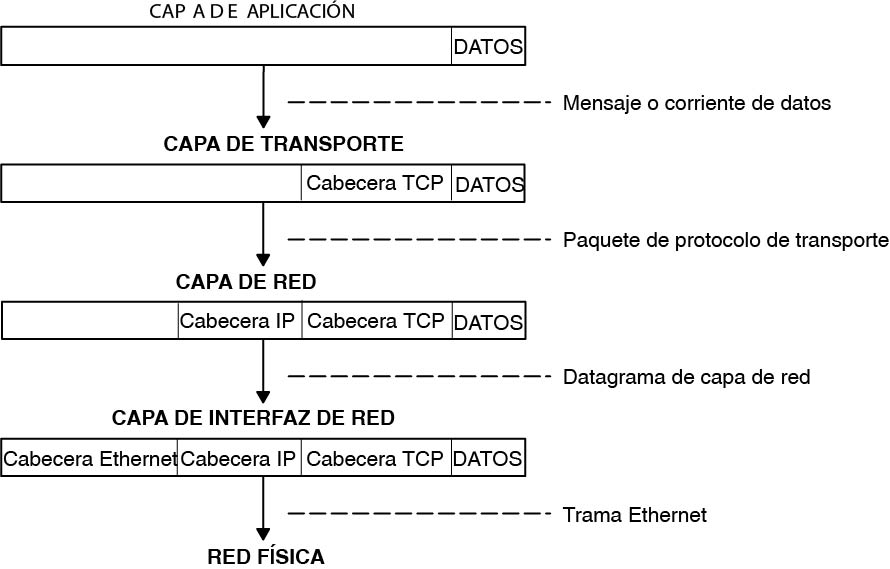 CAPA DE APLICACIÓN
DATOS
Mensaje o corriente de datos
CAPA DE TRANSPORTE
Cabecera TCP DATOS
Paquete de protocolo de transporte
CAPA DE RED
Cabecera IP Cabecera TCP DATOS
Datagrama de capa de red
CAPA DE INTERFAZ DE RED
Cabecera Ethernet Cabecera IP Cabecera TCP DATOS
Trama Ethernet
RED FÍSICA